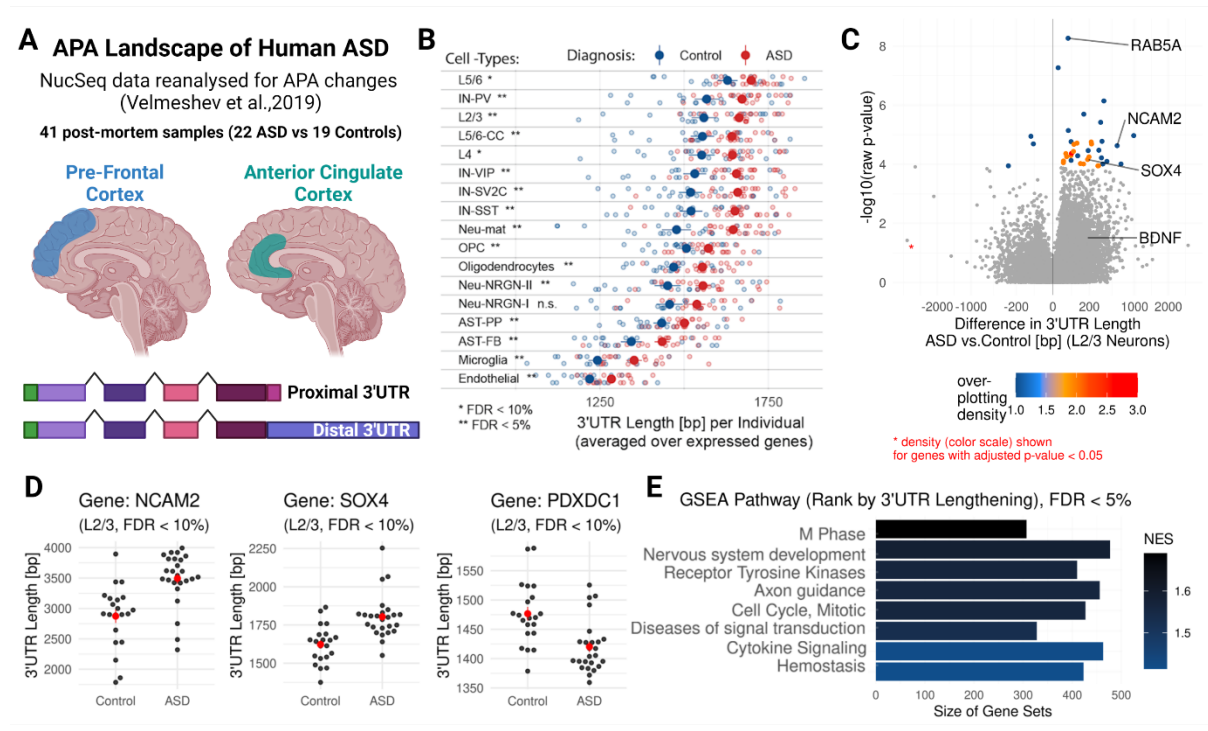 A
APA Landscape of Human ASD
NucSeq data reanalysed for APA changes
(Velmeshev et al.,2019)
41 post-mortem samples (22 ASD vs 19 Controls)
Pre-Frontal
Cortex
Anterior Cingulate
Cortex
Proximal 3'UTR
Distal 3'UTR
B
Cell -Types:
Diagnosis:
Control
ASD
L5/6 *
IN-PV **
L2/3 **
L5/6-CC **
L4 *
IN-VIP **
IN-SV2C **
IN-SST **
Neu-mat **
OPC **
Oligodendrocytes **
Neu-NRGN-II **
Neu-NRGN-I n.s.
AST-PP **
AST-FB **
Microglia **
Endothelial **
1250
1750
* FDR < 10%
** FDR < 5%
3'UTR Length [bp] per Individual
(averaged over expressed genes)
C
-log10(raw p-value)
8
6
4
2
0
RAB5A
NCAM2
SOX4
BDNF
*
-2000 -1000 -200 0 200 1000 2000
Difference in 3'UTR Length
ASD vs.Control [bp] (L2/3 Neurons)
over-
plotting
density
1.0 1.5 2.0 2.5 3.0
* density (color scale) shown
for genes with adjusted p-value < 0.05
D
Gene: NCAM2
(L2/3, FDR < 10%)
3'UTR Length [bp]
4000
3500
3000
2500
2000
Control ASD
Gene: SOX4
(L2/3, FDR < 10%)
3'UTR Length [bp]
2250
2000
1750
1500
Control ASD
Gene: PDXDC1
(L2/3, FDR < 10%)
3'UTR Length [bp]
1550
1500
1450
1400
1350
Control ASD
E
GSEA Pathway (Rank by 3'UTR Lengthening), FDR < 5%
M Phase
Nervous system development
Receptor Tyrosine Kinases
Axon guidance
Cell Cycle, Mitotic
Diseases of signal transduction
Cytokine Signaling
Hemostasis
0 100 200 300 400 500
Size of Gene Sets
NES
1.6
1.5